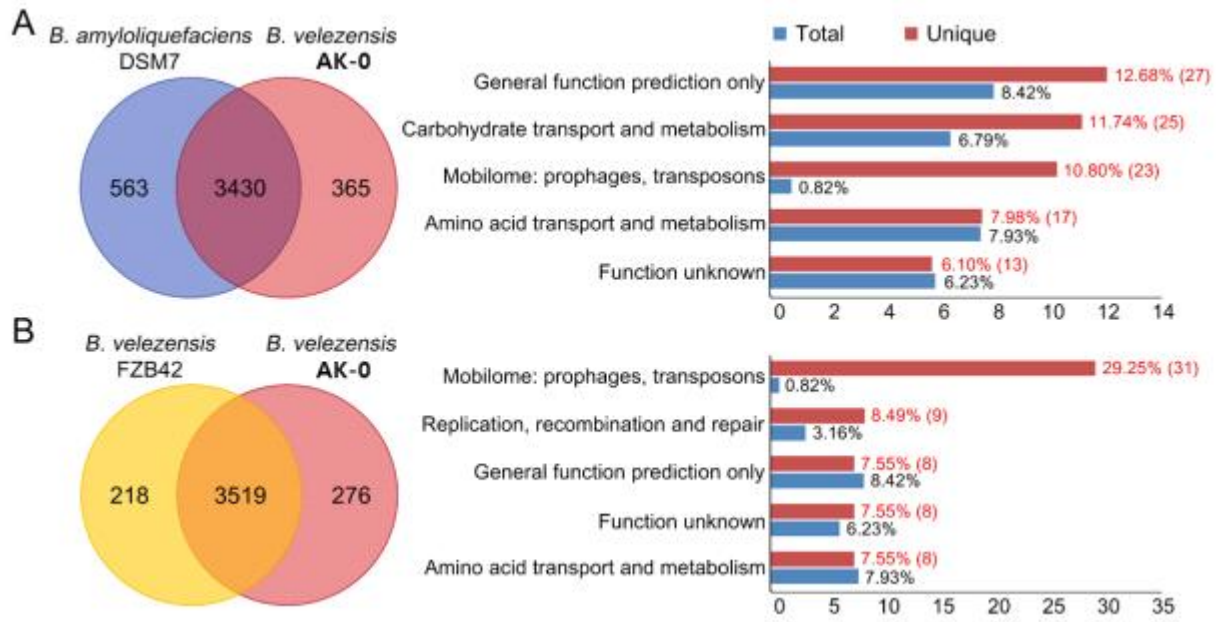 A
B. amyloliquefaciens
DSM7
B. velezensis
AK-0
563
3430
365
Total
Unique
General function prediction only
12.68% (27)
8.42%
Carbohydrate transport and metabolism
11.74% (25)
6.79%
Mobilome: prophages, transposons
10.80% (23)
0.82%
Amino acid transport and metabolism
7.98% (17)
7.93%
Function unknown
6.10% (13)
6.23%
0 2 4 6 8 10 12 14
B
B. velezensis
FZB42
B. velezensis
AK-0
218
3519
276
Mobilome: prophages, transposons
29.25% (31)
0.82%
Replication, recombination and repair
8.49% (9)
3.16%
General function prediction only
7.55% (8)
8.42%
Function unknown
7.55% (8)
6.23%
Amino acid transport and metabolism
7.55% (8)
7.93%
0 5 10 15 20 25 30 35